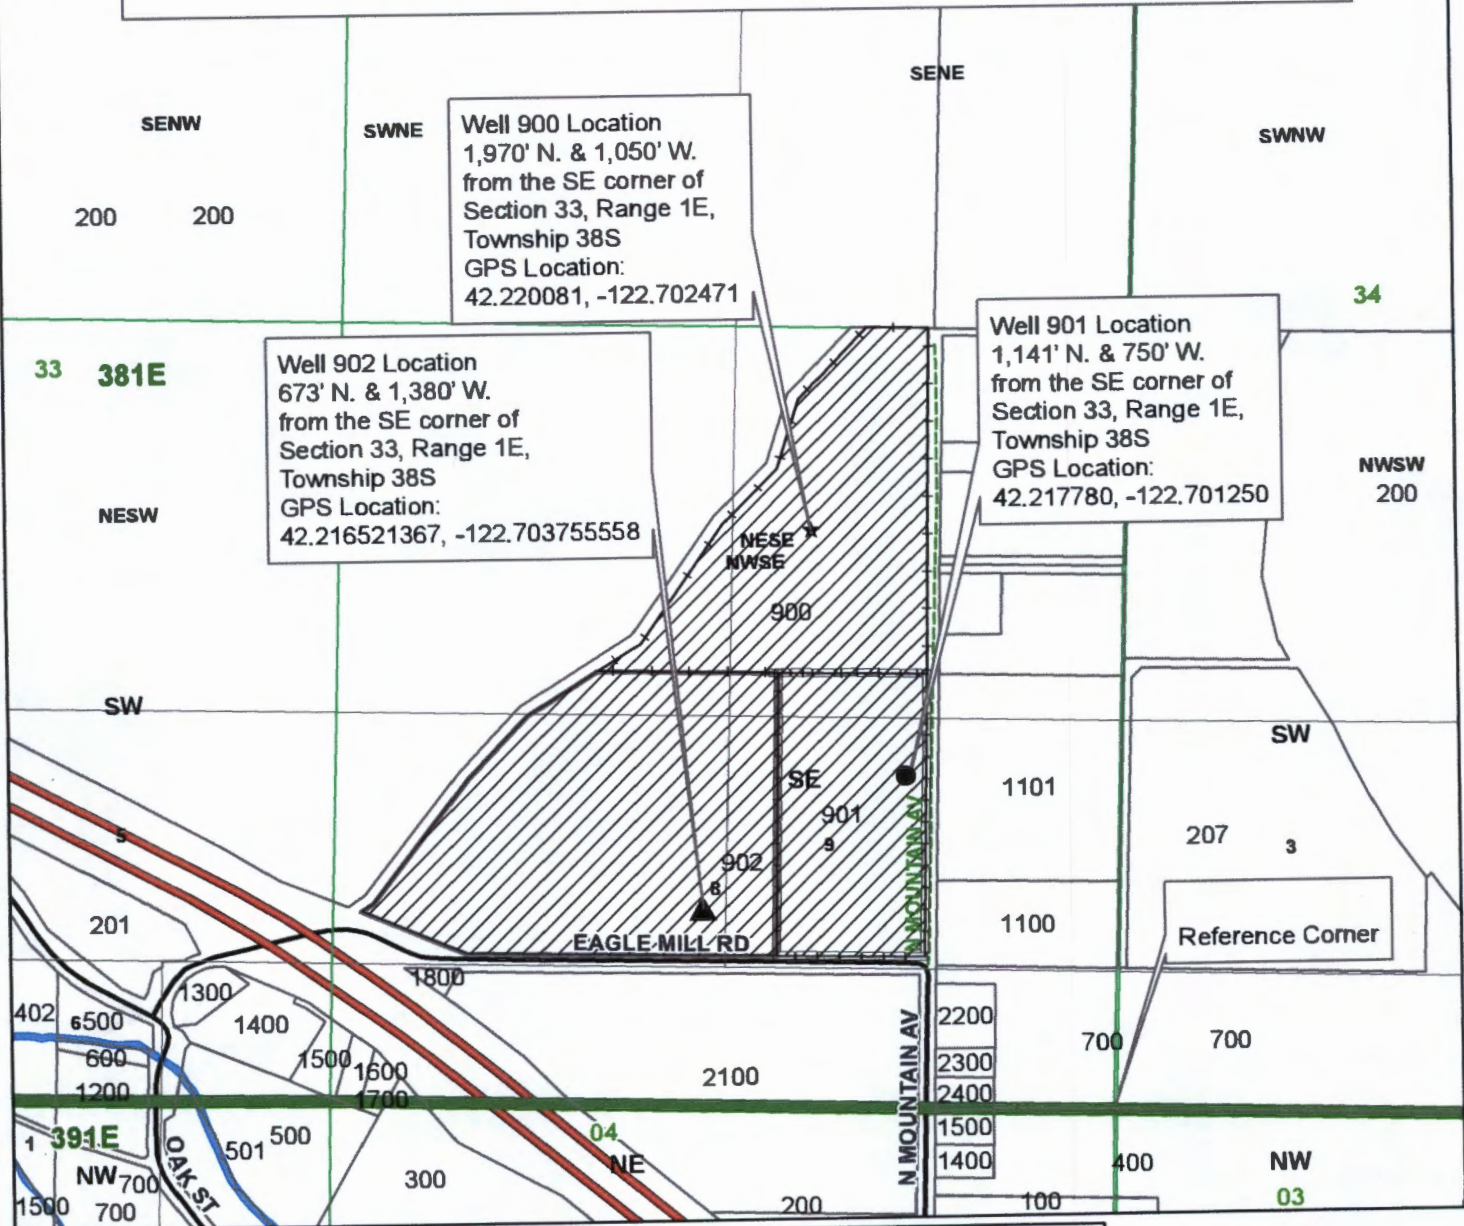 SENE
SENW
SWNE
SWNW
Well 900 Location
1,970' N. & 1,050' W.
from the SE corner of
Section 33, Range 1E,
Township 38S
GPS Location:
42.220081, -122.702471
200
200
34
Well 901 Location
1,141' N. & 750' W.
from the SE corner of
Section 33, Range 1E,
Township 38S
GPS Location:
42.217780, -122.701250
33
381E
Well 902 Location
673' N. & 1,380' W.
from the SE corner of
Section 33, Range 1E,
Township 38S
GPS Location:
42.216521367, -122.703755558
NWSW
200
NESW
NESE
NWSE
900
SW
SW
SE
1101
901
9
207
3
5
902
8
N MOUNTAIN AV
201
1100
Reference Corner
EAGLE MILL RD
1800
1300
402
6
500
1400
2200
700
700
600
1500
1600
2300
2100
1200
1700
2400
N MOUNTAIN AV
1
391E
501
500
04
1500
NW
700
OAK ST
300
NE
1400
400
NW
03
1500
700
200
100